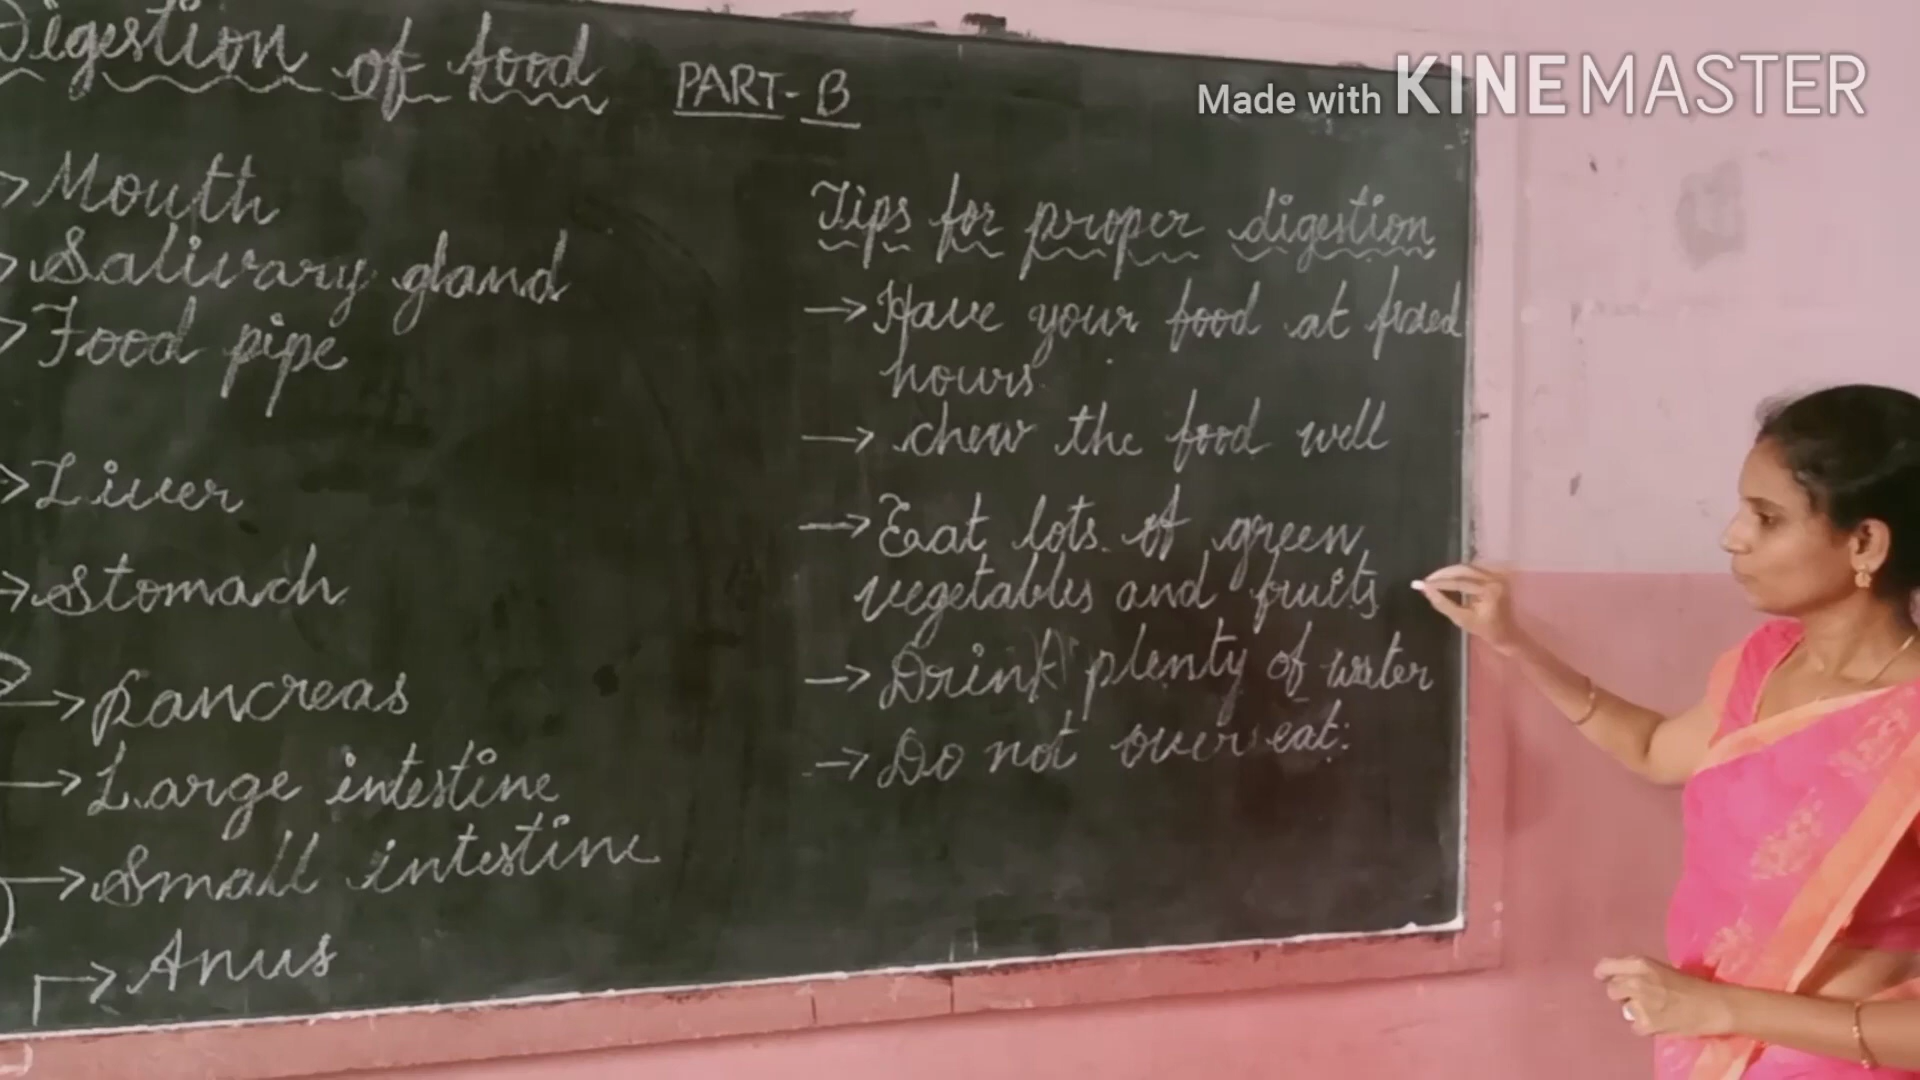 Digestion of food PART-B
Made with KINEMASTER
Mouth
Salivary gland
Food pipe
Liver
Stomach
Pancreas
Large intestine
Small intestine
Anus
Tips for proper digestion
→ Have your food at fixed
hours.
→ chew the food well
→ Eat lots of green
vegetables and fruits
→ Drink plenty of water
→ Do not over eat.